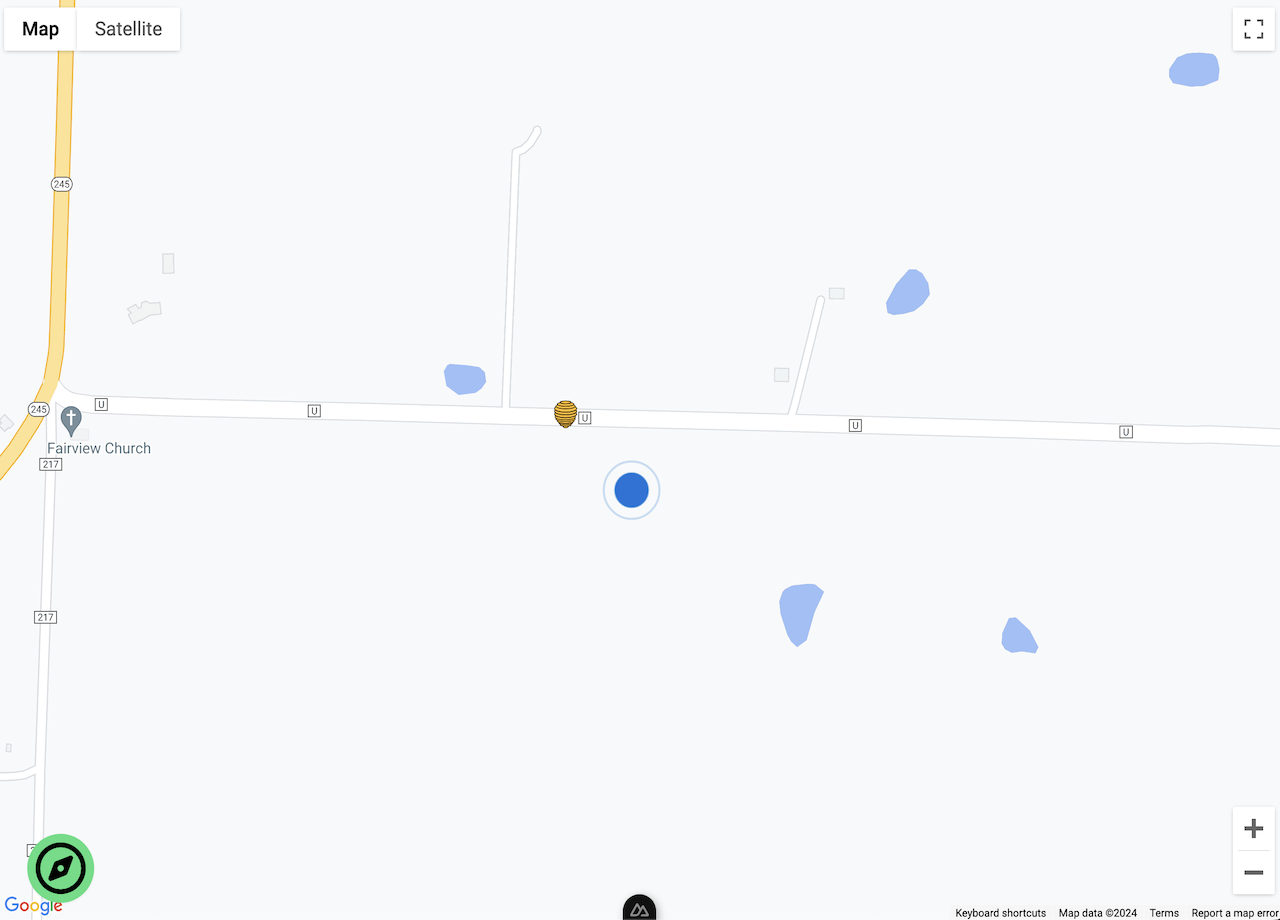 Map
Satellite
245
245
U
U
U
U
U
Fairview Church
217
217
Google
Keyboard shortcuts
Map data ©2024
Terms
Report a map error